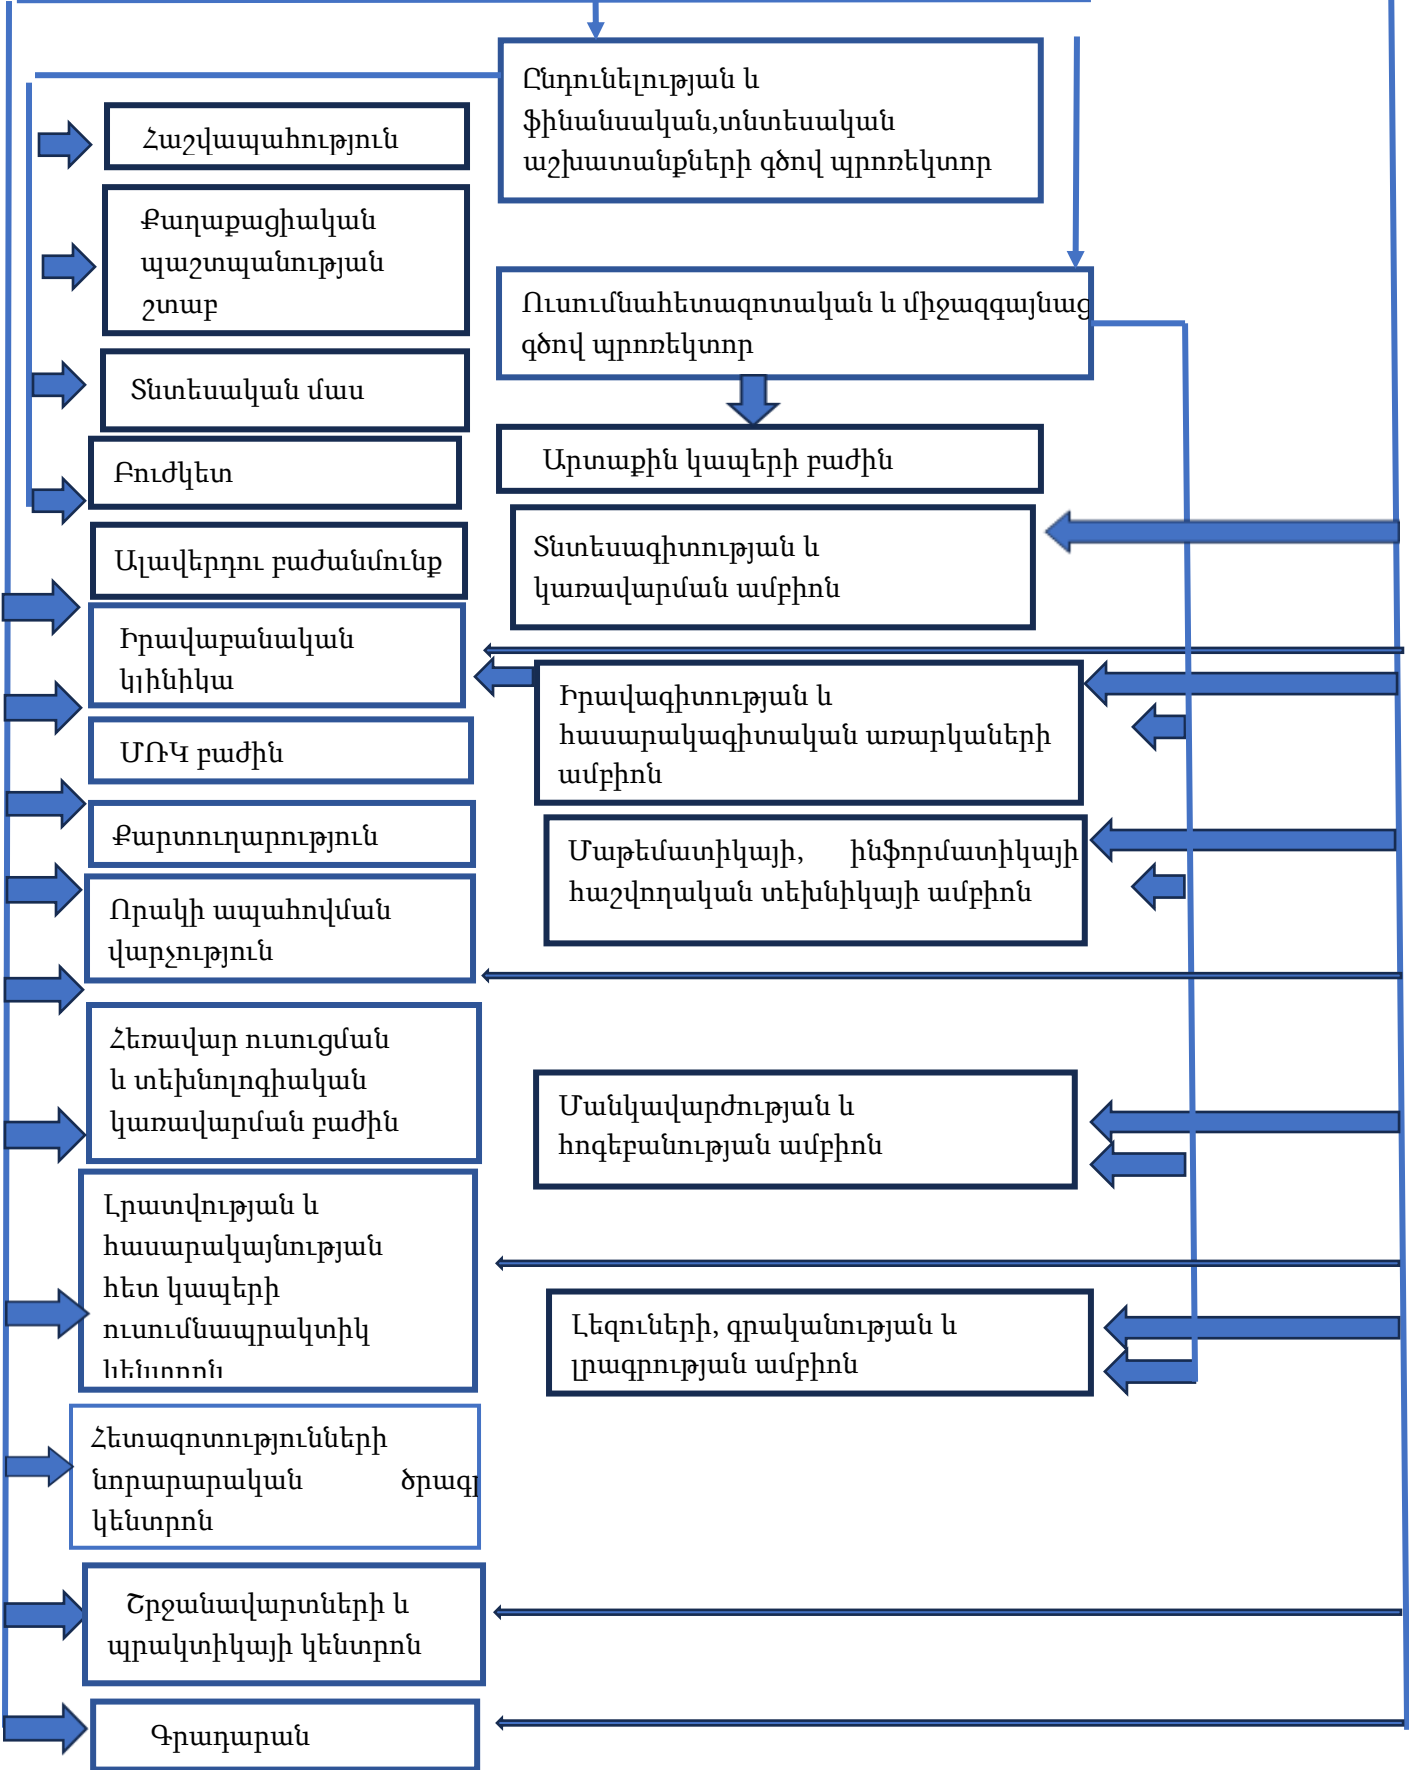 Ընդունելության և
ֆինանսական,տնտեսական
աշխատանքների գծով պրոռեկտոր
Հաշվապահություն
Քաղաքացիական
պաշտպանության
շտաբ
Ուսումնահետազոտական և միջազգայնաց
գծով պրոռեկտոր
Տնտեսական մաս
Արտաքին կապերի բաժին
Բուժկետ
Տնտեսագիտության և
կառավարման ամբիոն
Ալավերդու բաժանմունք
Իրավաբանական
կլինիկա
Իրավագիտության և
հասարակագիտական առարկաների
ամբիոն
ՄՌԿ բաժին
Քարտուղարություն
Մաթեմատիկայի, ինֆորմատիկայի
հաշվողական տեխնիկայի ամբիոն
Որակի ապահովման
վարչություն
Հեռավար ուսուցման
և տեխնոլոգիական
կառավարման բաժին
Մանկավարժության և
հոգեբանության ամբիոն
Լրատվության և
հասարակայնության
հետ կապերի
ուսումնապրակտիկ
կենտրոն
Լեզուների, գրականության և
լրագրության ամբիոն
Հետազոտությունների
նորարարական ծրագր
կենտրոն
Շրջանավարտների և
պրակտիկայի կենտրոն
Գրադարան